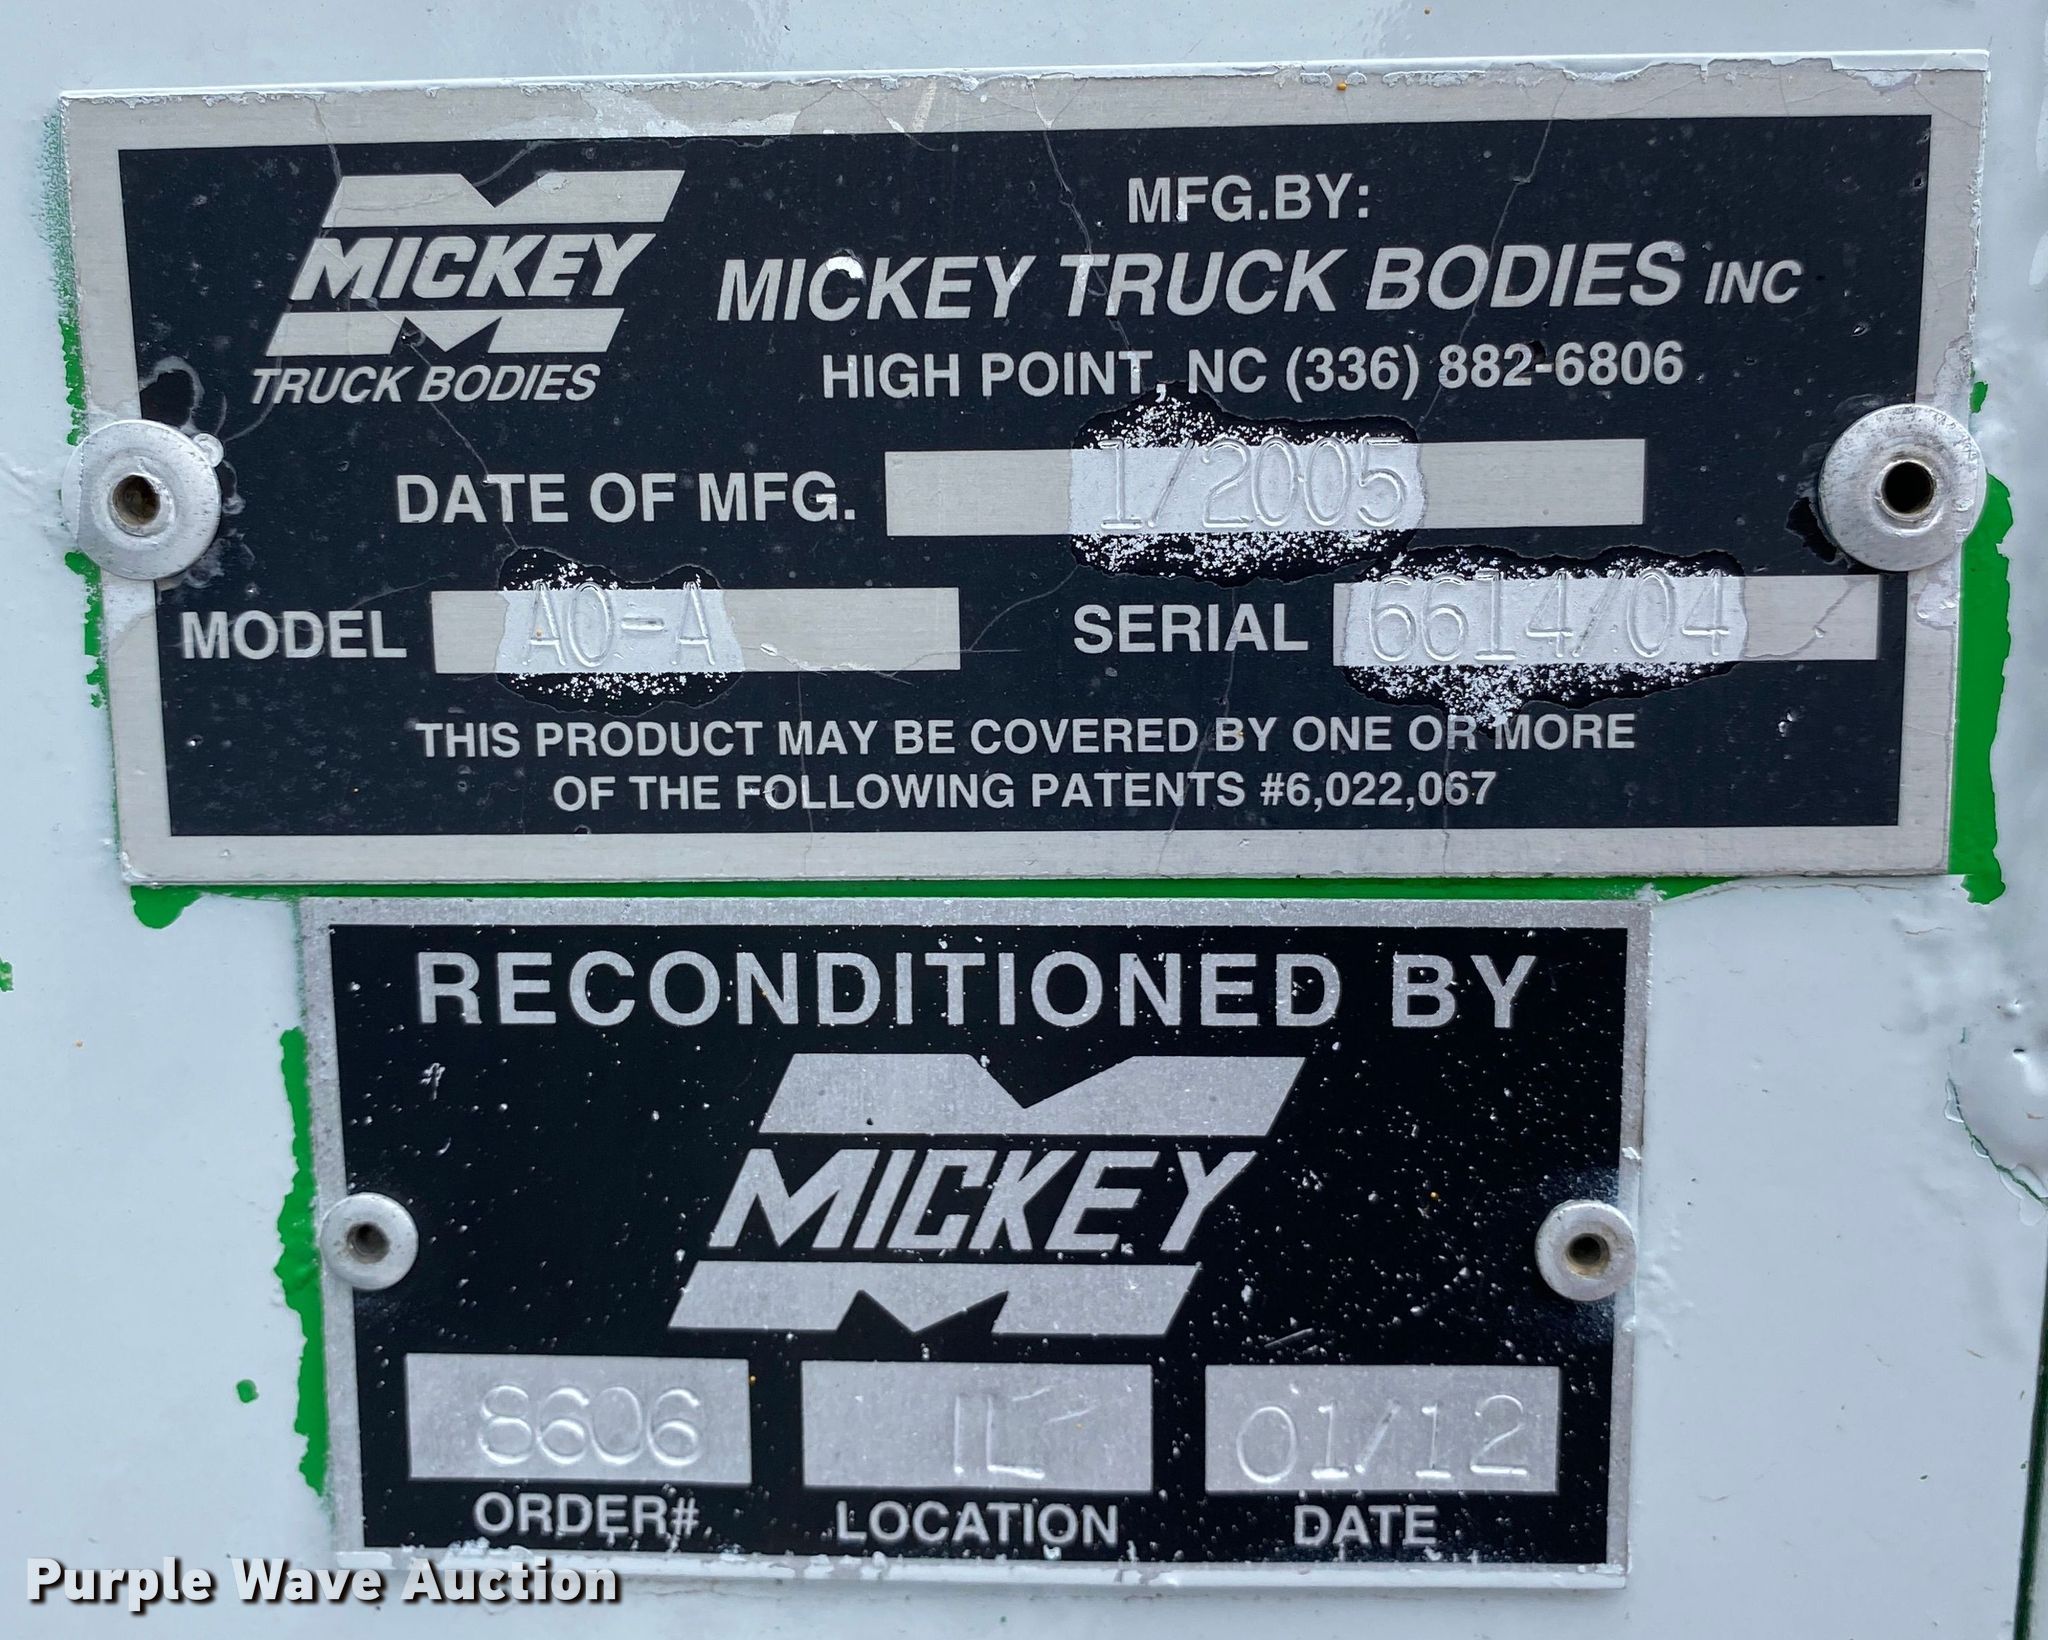 MICKEY
TRUCK BODIES
MFG.BY:
MICKEY TRUCK BODIES INC
HIGH POINT, NC (336) 882-6806
DATE OF MFG. 1/2005
MODEL AO-A SERIAL 6614/04
THIS PRODUCT MAY BE COVERED BY ONE OR MORE
OF THE FOLLOWING PATENTS #6,022,067
RECONDITIONED BY
MICKEY
8606 IL 01/12
ORDER# LOCATION DATE
Purple Wave Auction